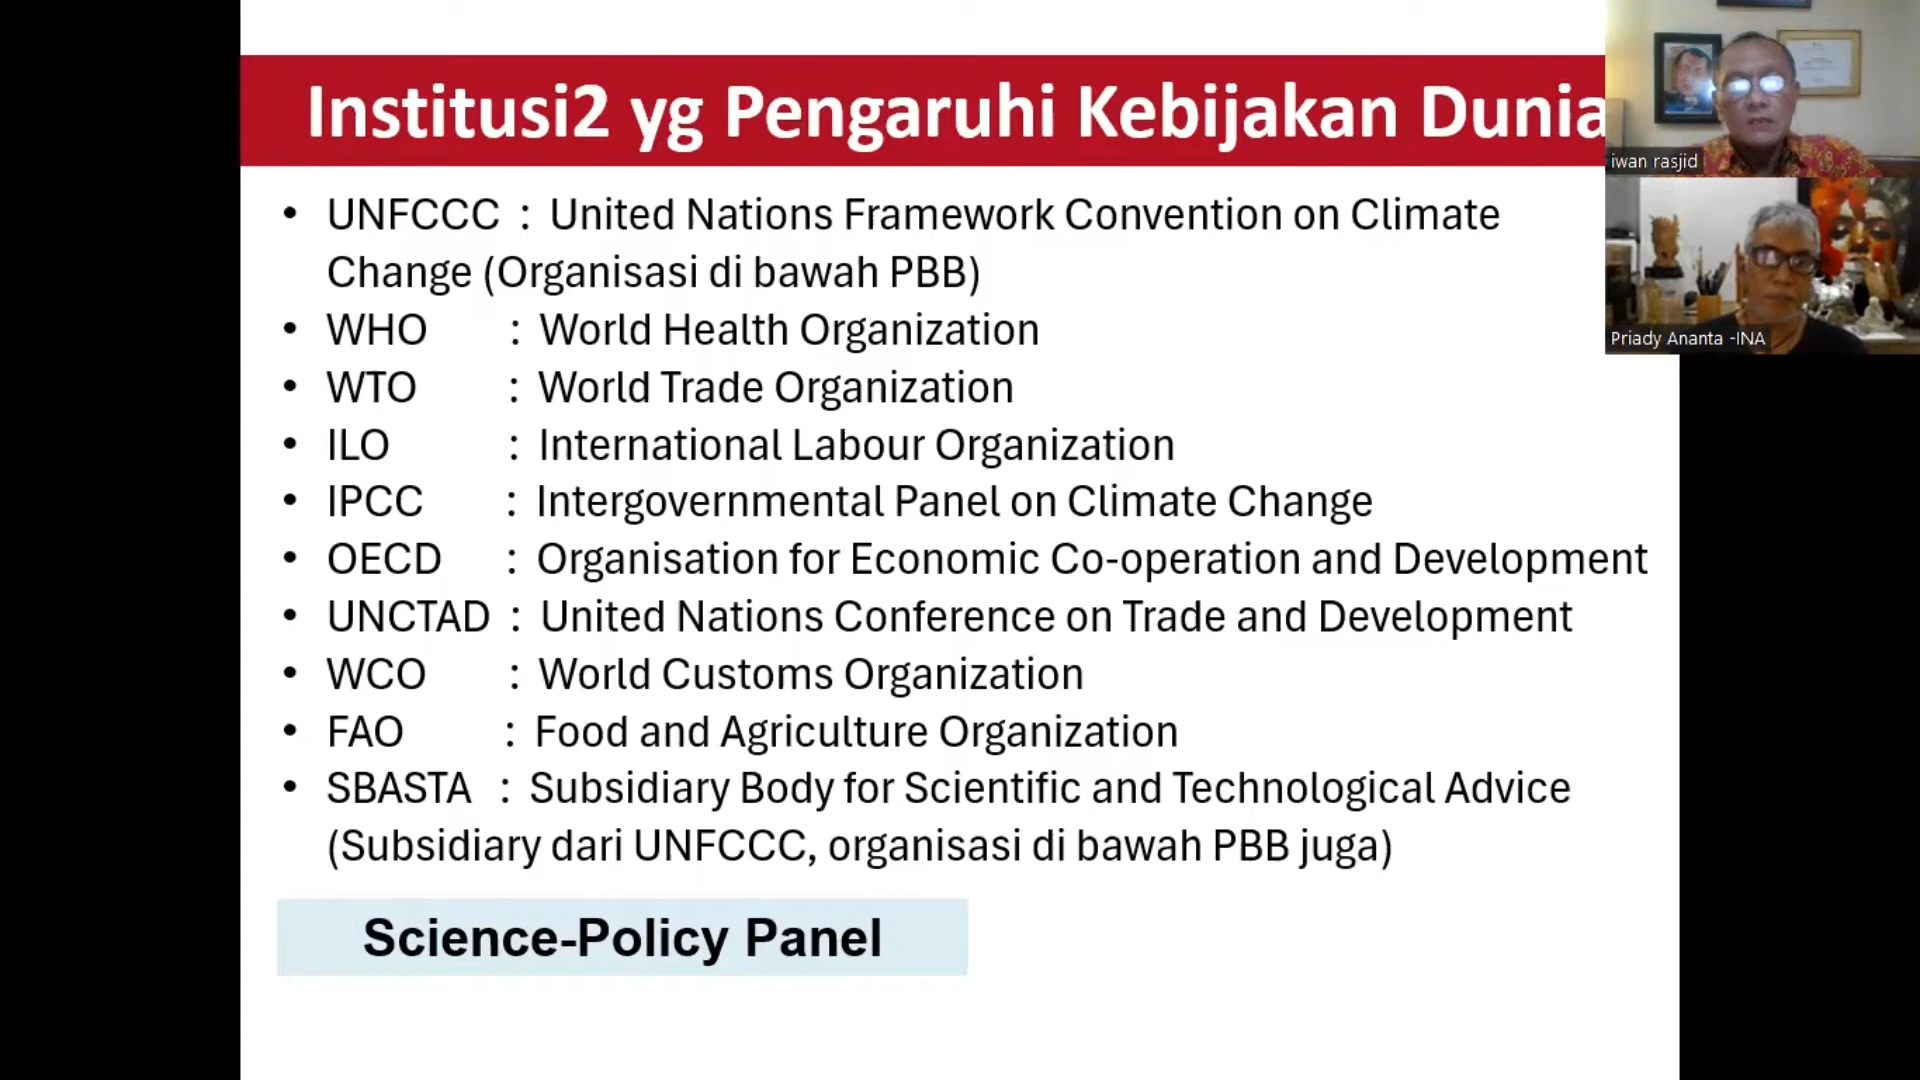 Institusi2 yg Pengaruhi Kebijakan Dunia
• UNFCCC : United Nations Framework Convention on Climate
Change (Organisasi di bawah PBB)
• WHO : World Health Organization
• WTO : World Trade Organization
• ILO : International Labour Organization
• IPCC : Intergovernmental Panel on Climate Change
• OECD : Organisation for Economic Co-operation and Development
• UNCTAD : United Nations Conference on Trade and Development
• WCO : World Customs Organization
• FAO : Food and Agriculture Organization
• SBASTA : Subsidiary Body for Scientific and Technological Advice
(Subsidiary dari UNFCCC, organisasi di bawah PBB juga)
Science-Policy Panel
iwan rasjid
Priady Ananta -INA